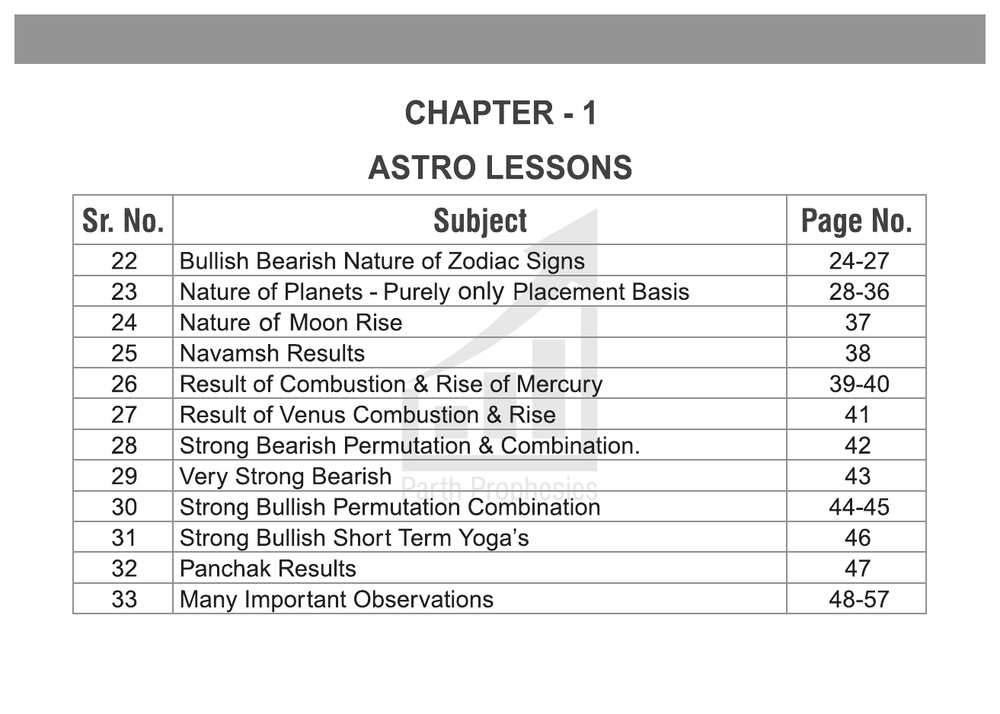 CHAPTER - 1
ASTRO LESSONS
Sr. No. Subject Page No.
22 Bullish Bearish Nature of Zodiac Signs 24-27
23 Nature of Planets - Purely only Placement Basis 28-36
24 Nature of Moon Rise 37
25 Navamsh Results 38
26 Result of Combustion & Rise of Mercury 39-40
27 Result of Venus Combustion & Rise 41
28 Strong Bearish Permutation & Combination. 42
29 Very Strong Bearish 43
Parth Prophesies
30 Strong Bullish Permutation Combination 44-45
31 Strong Bullish Short Term Yoga’s 46
32 Panchak Results 47
33 Many Important Observations 48-57